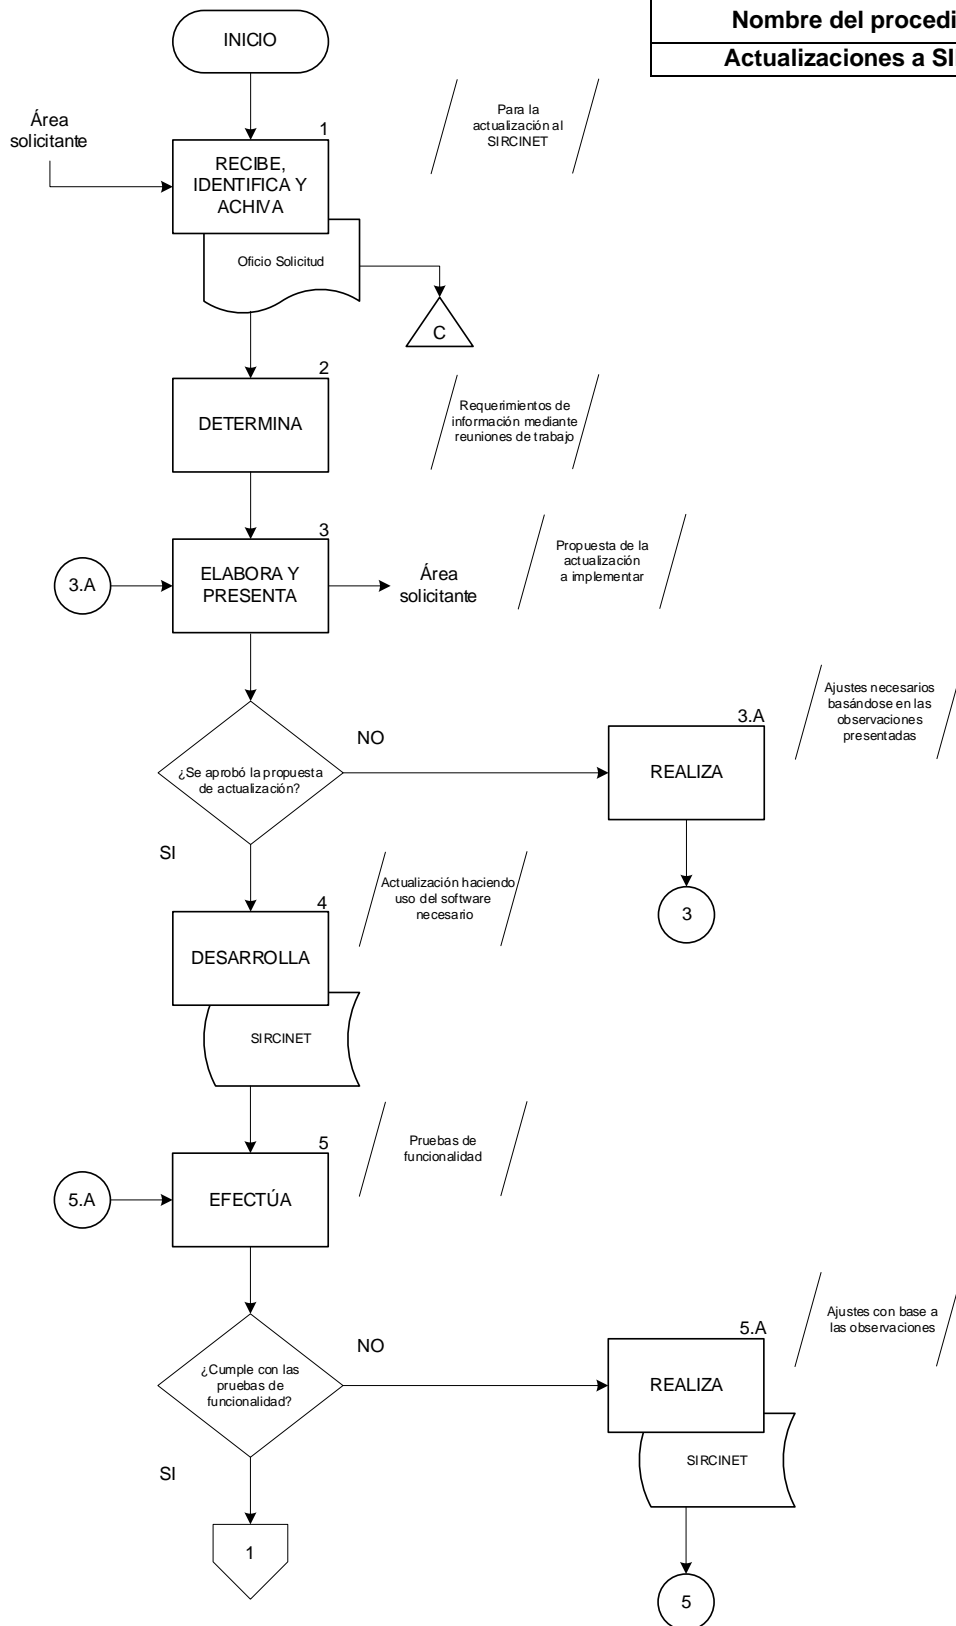 Nombre del procedi
Actualizaciones a SI
INICIO
Área
solicitante
1
RECIBE,
IDENTIFICA Y
ACHIVA
Para la
actualización al
SIRCINET
Oficio Solicitud
C
2
DETERMINA
Requerimientos de
información mediante
reuniones de trabajo
3.A
3
ELABORA Y
PRESENTA
Área
solicitante
Propuesta de la
actualización
a implementar
¿Se aprobó la propuesta
de actualización?
NO
SI
3.A
REALIZA
Ajustes necesarios
basándose en las
observaciones
presentadas
3
4
DESARROLLA
Actualización haciendo
uso del software
necesario
SIRCINET
5.A
5
EFECTÚA
Pruebas de
funcionalidad
¿Cumple con las
pruebas de
funcionalidad?
NO
SI
5.A
REALIZA
Ajustes con base a
las observaciones
SIRCINET
1
5